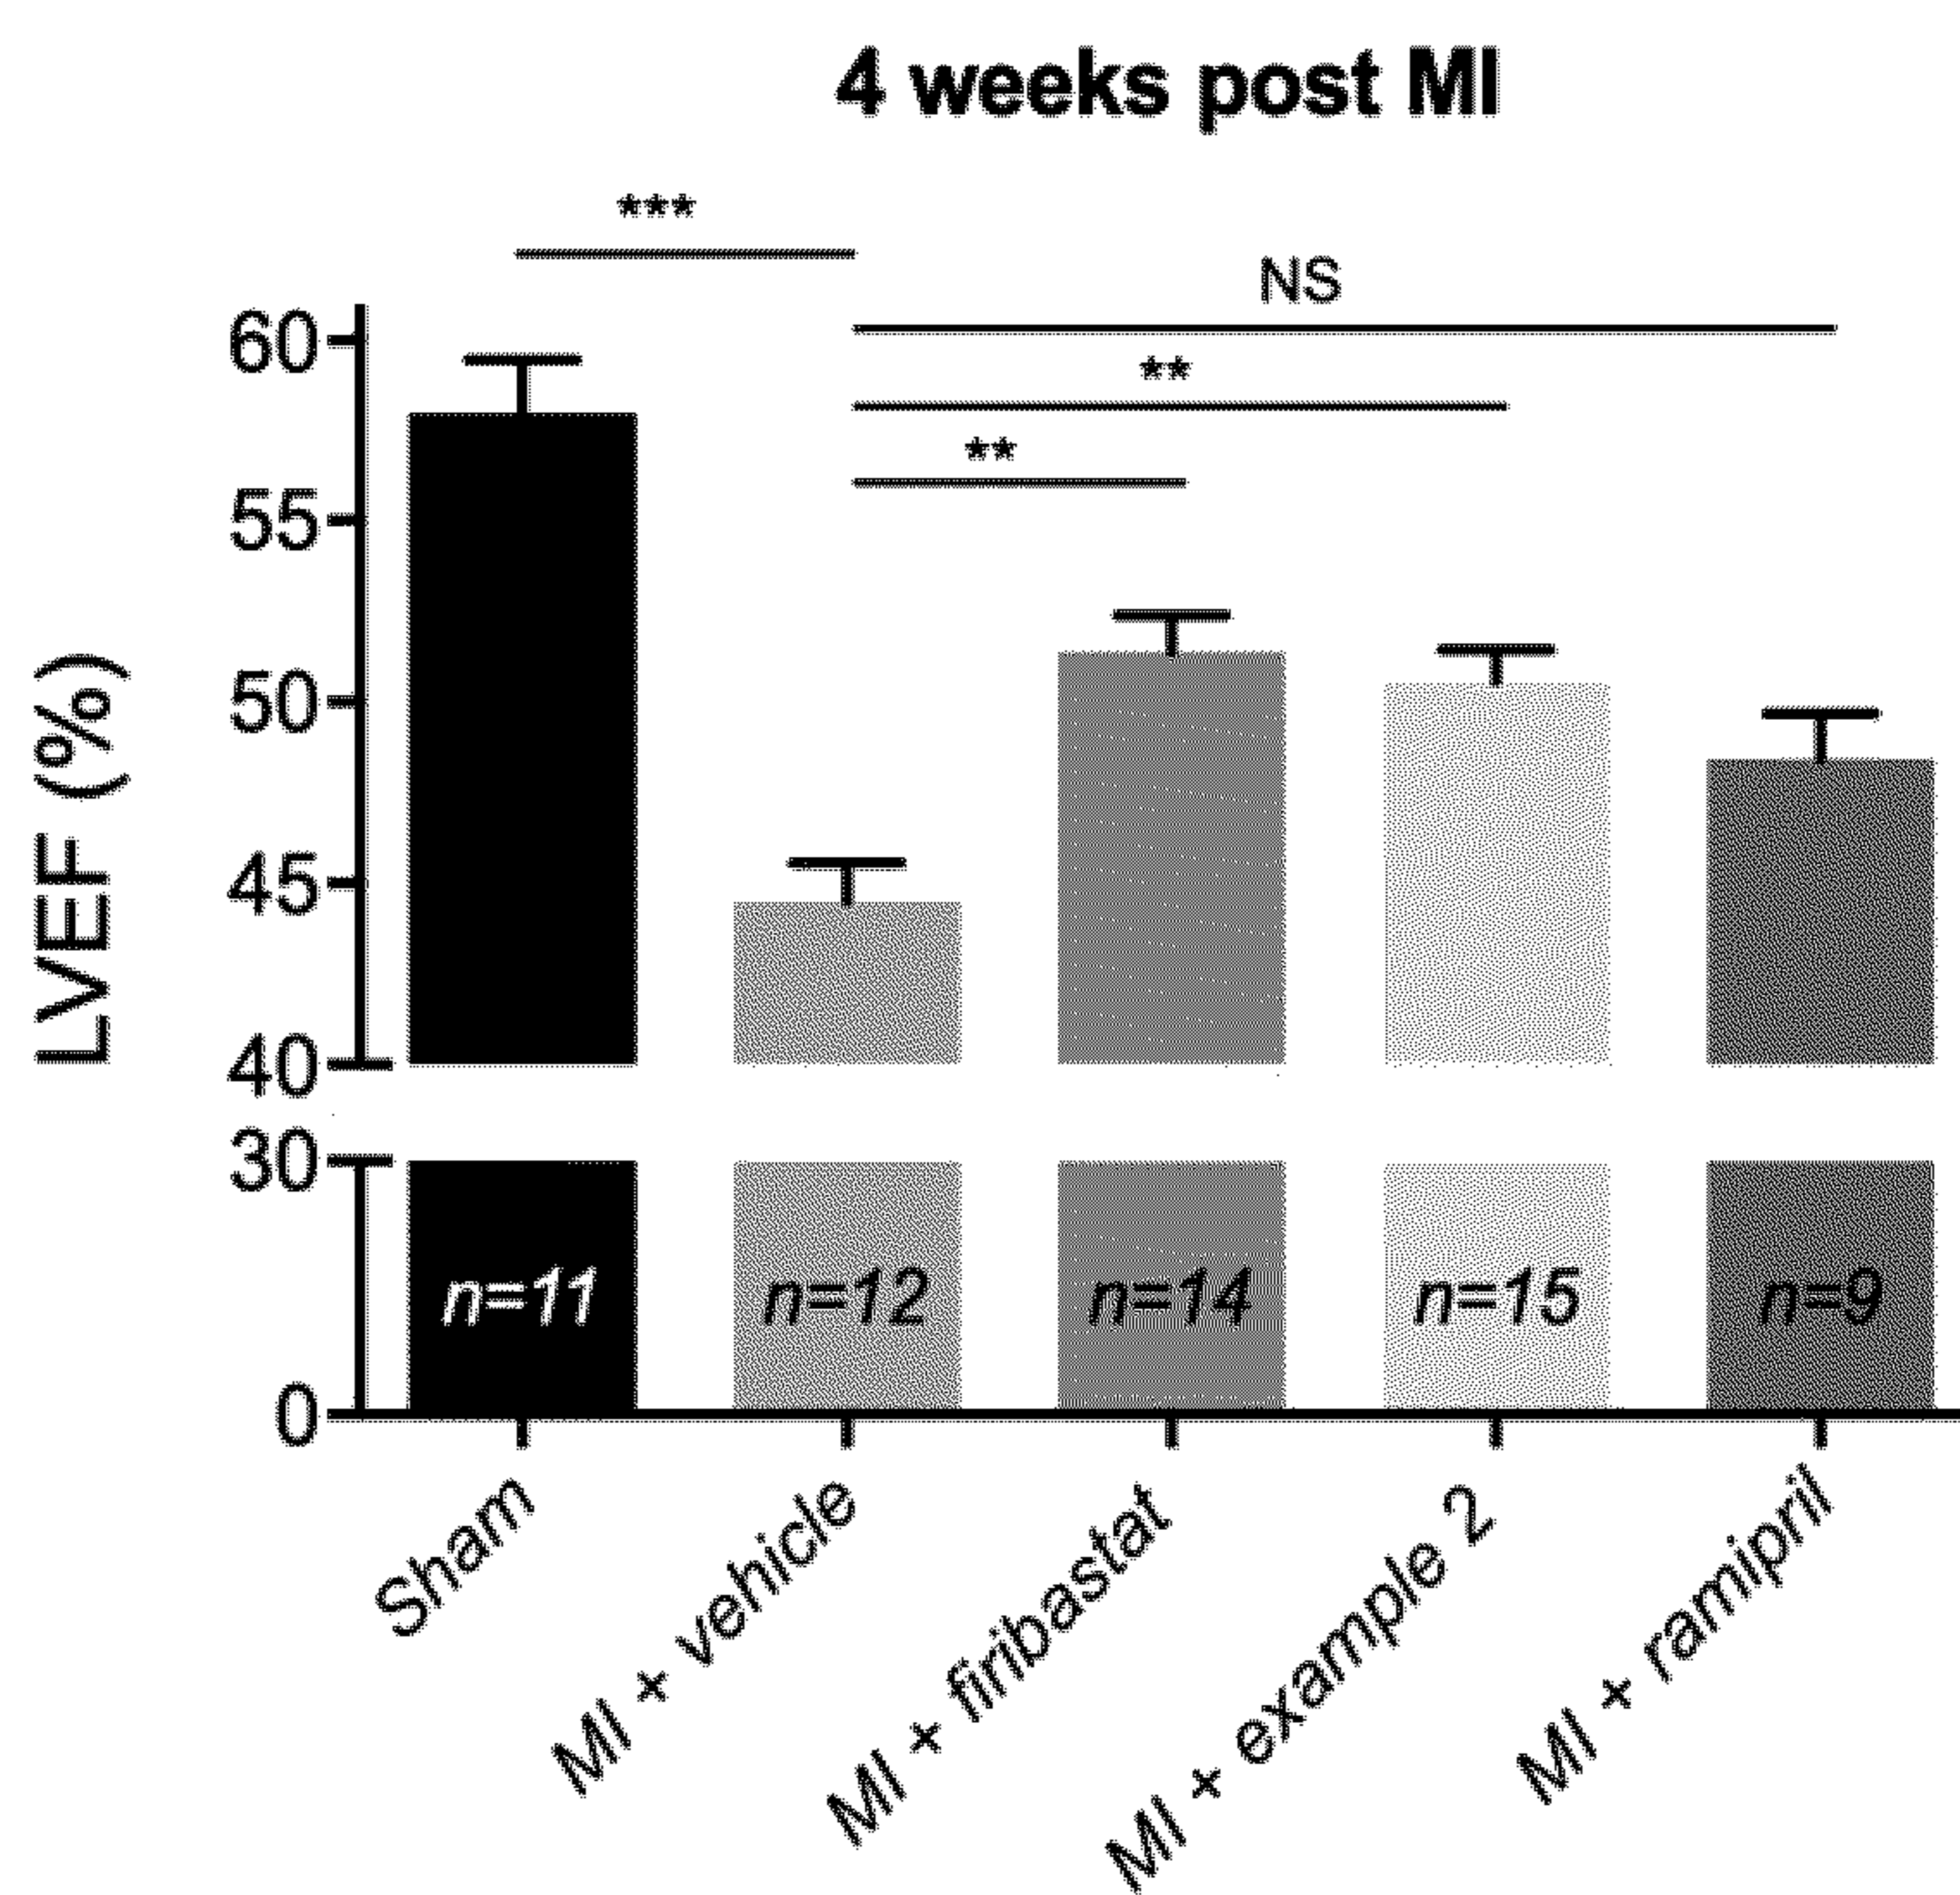 4 weeks post MI
***
NS
**
**
LVEF (%)
60
55
50
45
40
30
0
n=11
n=12
n=14
n=15
n=9
Sham
MI + vehicle
MI + firibastat
MI + example 2
MI + ramipril